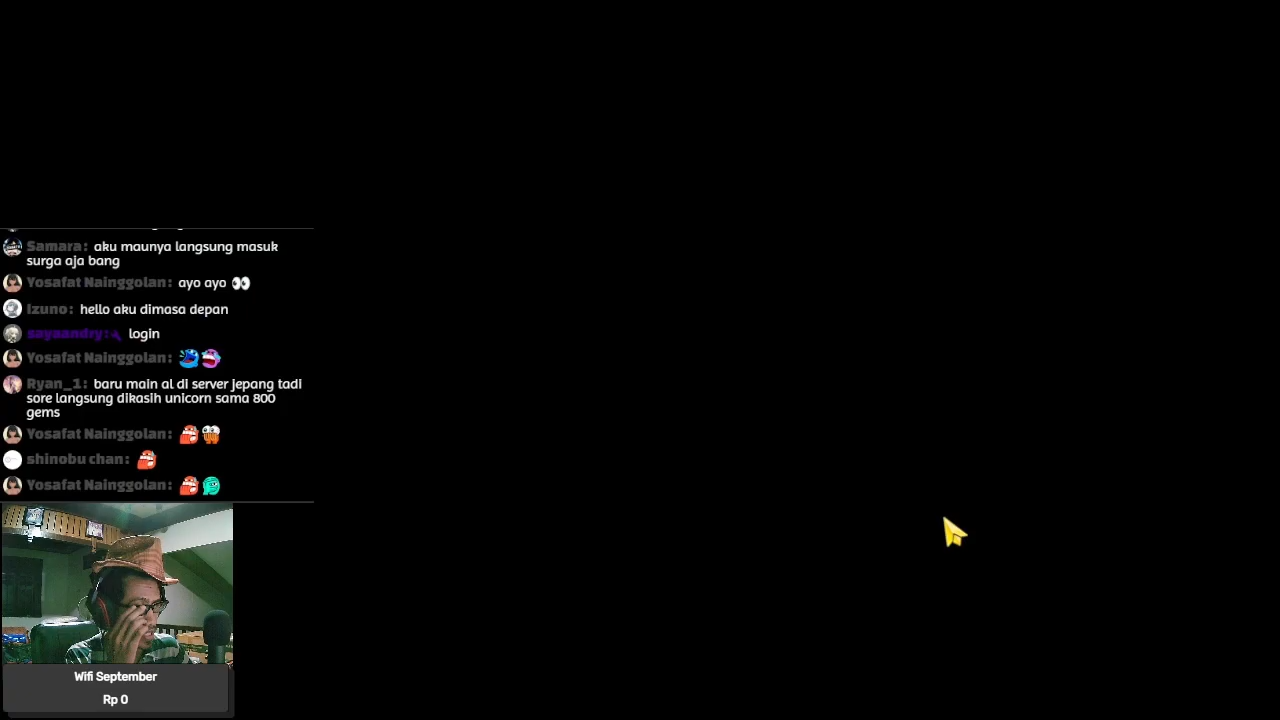 Samara: aku maunya langsung masuk
surga aja bang
Yosafat Nainggolan: ayo ayo 👀
Izuno: hello aku dimasa depan
sayaandry: login
Yosafat Nainggolan:
Ryan_1: baru main al di server jepang tadi
sore langsung dikasih unicorn sama 800
gems
Yosafat Nainggolan:
shinobu chan:
Yosafat Nainggolan:
Wifi September
Rp 0